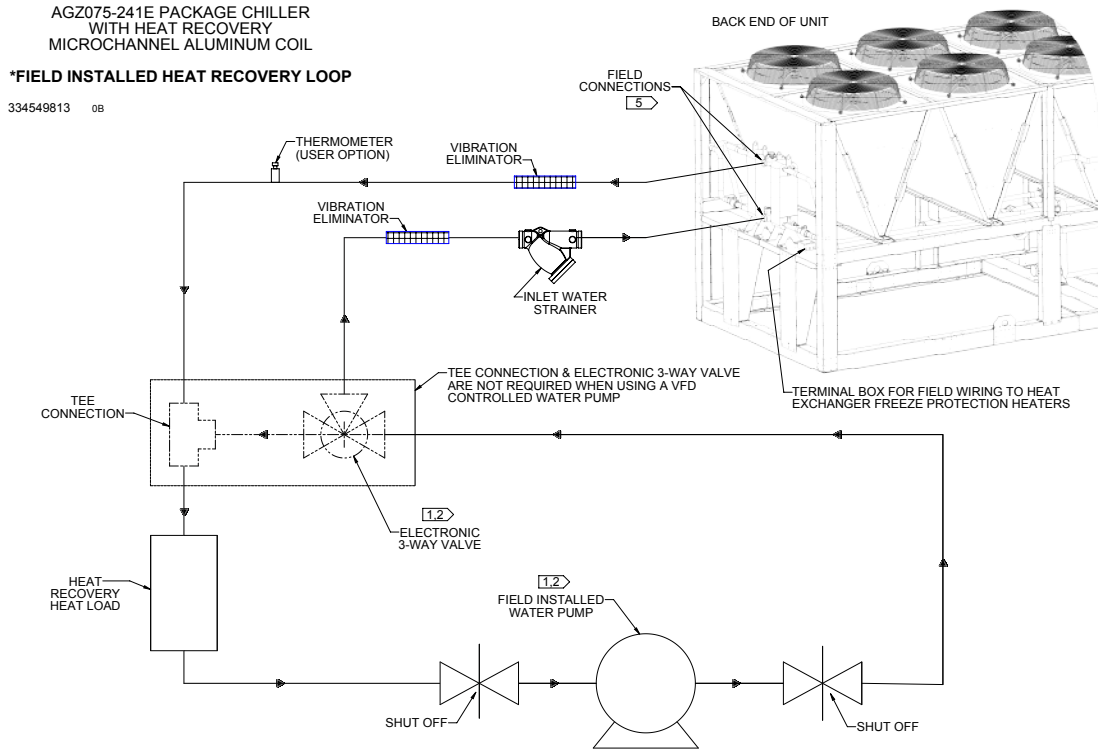 AGZ075-241E PACKAGE CHILLER
WITH HEAT RECOVERY
MICROCHANNEL ALUMINUM COIL
*FIELD INSTALLED HEAT RECOVERY LOOP
334549813 0B
BACK END OF UNIT
FIELD
CONNECTIONS
5
THERMOMETER
(USER OPTION)
VIBRATION
ELIMINATOR
VIBRATION
ELIMINATOR
INLET WATER
STRAINER
TEE CONNECTION & ELECTRONIC 3-WAY VALVE
ARE NOT REQUIRED WHEN USING A VFD
CONTROLLED WATER PUMP
TERMINAL BOX FOR FIELD WIRING TO HEAT
EXCHANGER FREEZE PROTECTION HEATERS
TEE
CONNECTION
1,2
ELECTRONIC
3-WAY VALVE
HEAT
RECOVERY
HEAT LOAD
1,2
FIELD INSTALLED
WATER PUMP
SHUT OFF
SHUT OFF